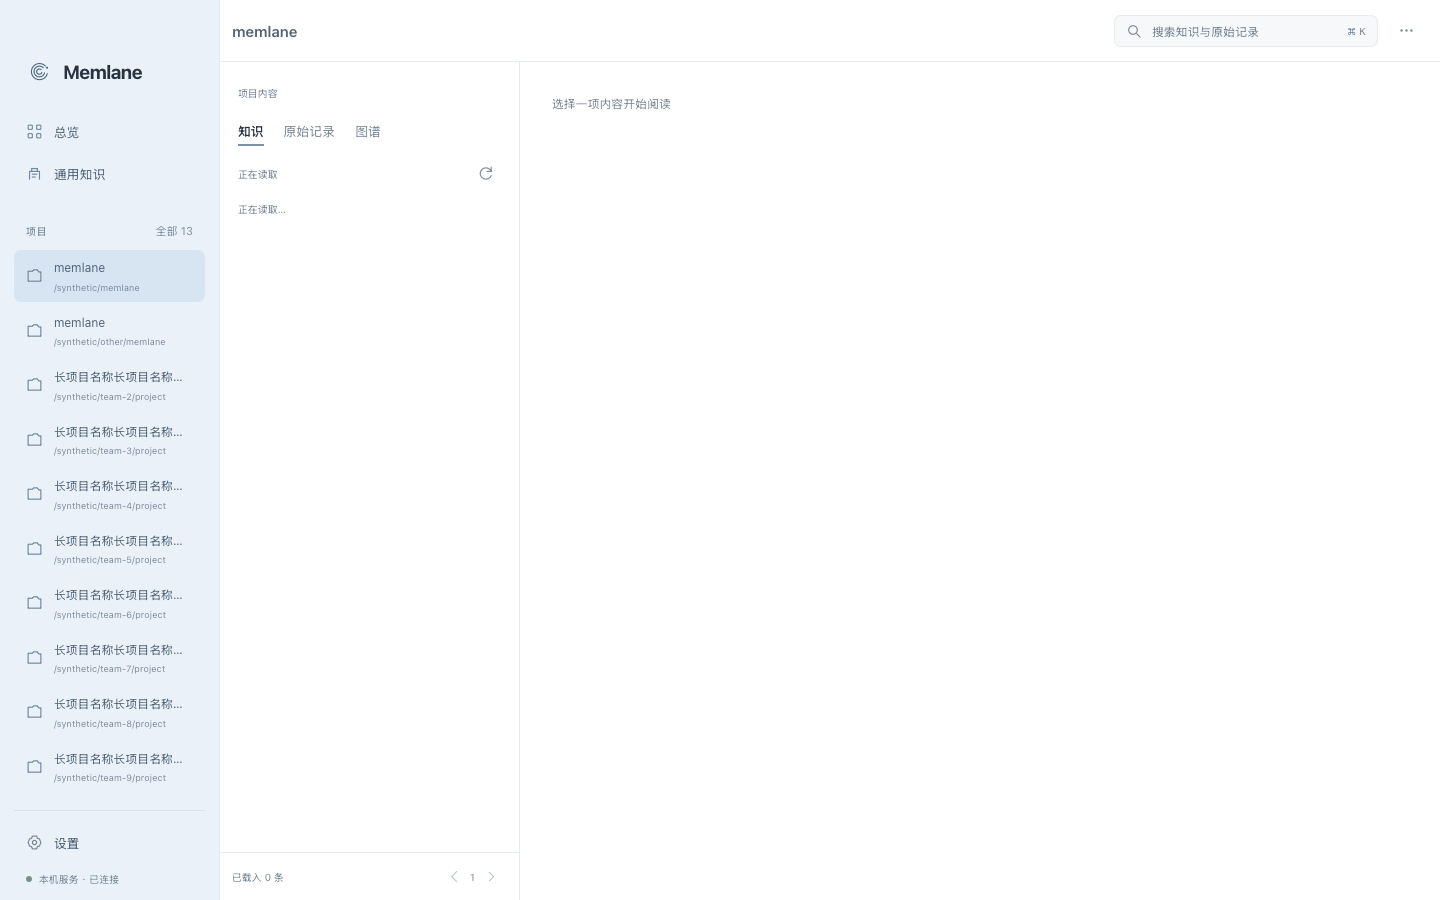 Memlane
总览
通用知识
项目
全部 13
memlane
/synthetic/memlane
memlane
/synthetic/other/memlane
长项目名称长项目名称...
/synthetic/team-2/project
长项目名称长项目名称...
/synthetic/team-3/project
长项目名称长项目名称...
/synthetic/team-4/project
长项目名称长项目名称...
/synthetic/team-5/project
长项目名称长项目名称...
/synthetic/team-6/project
长项目名称长项目名称...
/synthetic/team-7/project
长项目名称长项目名称...
/synthetic/team-8/project
长项目名称长项目名称...
/synthetic/team-9/project
设置
本机服务 · 已连接
memlane
搜索知识与原始记录 ⌘ K
项目内容
知识 原始记录 图谱
正在读取
正在读取...
已载入 0 条
1
选择一项内容开始阅读